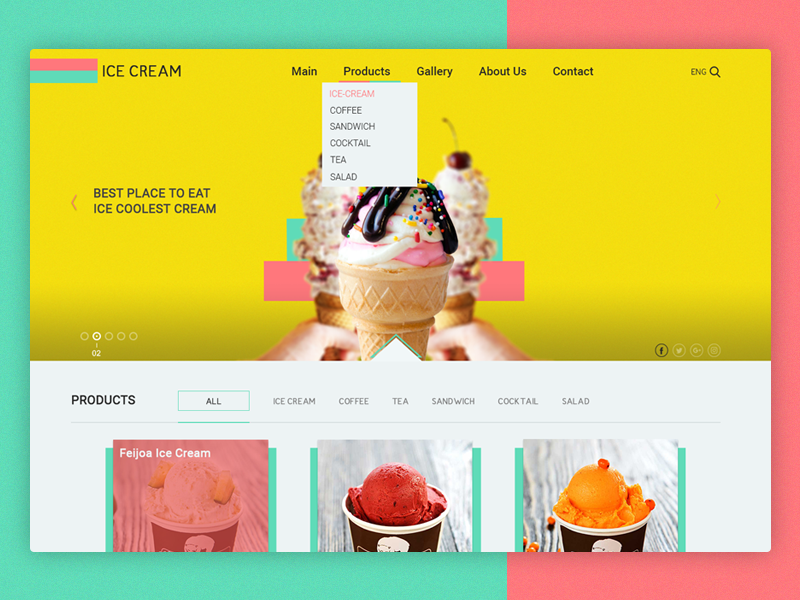 ICE CREAM
Main Products Gallery About Us Contact
ENG
ICE-CREAM
COFFEE
SANDWICH
COCKTAIL
TEA
SALAD
BEST PLACE TO EAT
ICE COOLEST CREAM
02
PRODUCTS
ALL ICE CREAM COFFEE TEA SANDWICH COCKTAIL SALAD
Feijoa Ice Cream